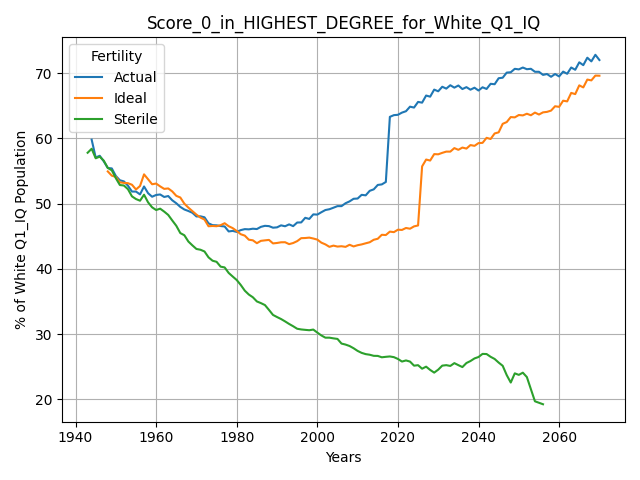 Score_0_in_HIGHEST_DEGREE_for_White_Q1_IQ
Fertility
Actual
Ideal
Sterile
% of White Q1_IQ Population
70
60
50
40
30
20
1940
1960
1980
2000
2020
2040
2060
Years